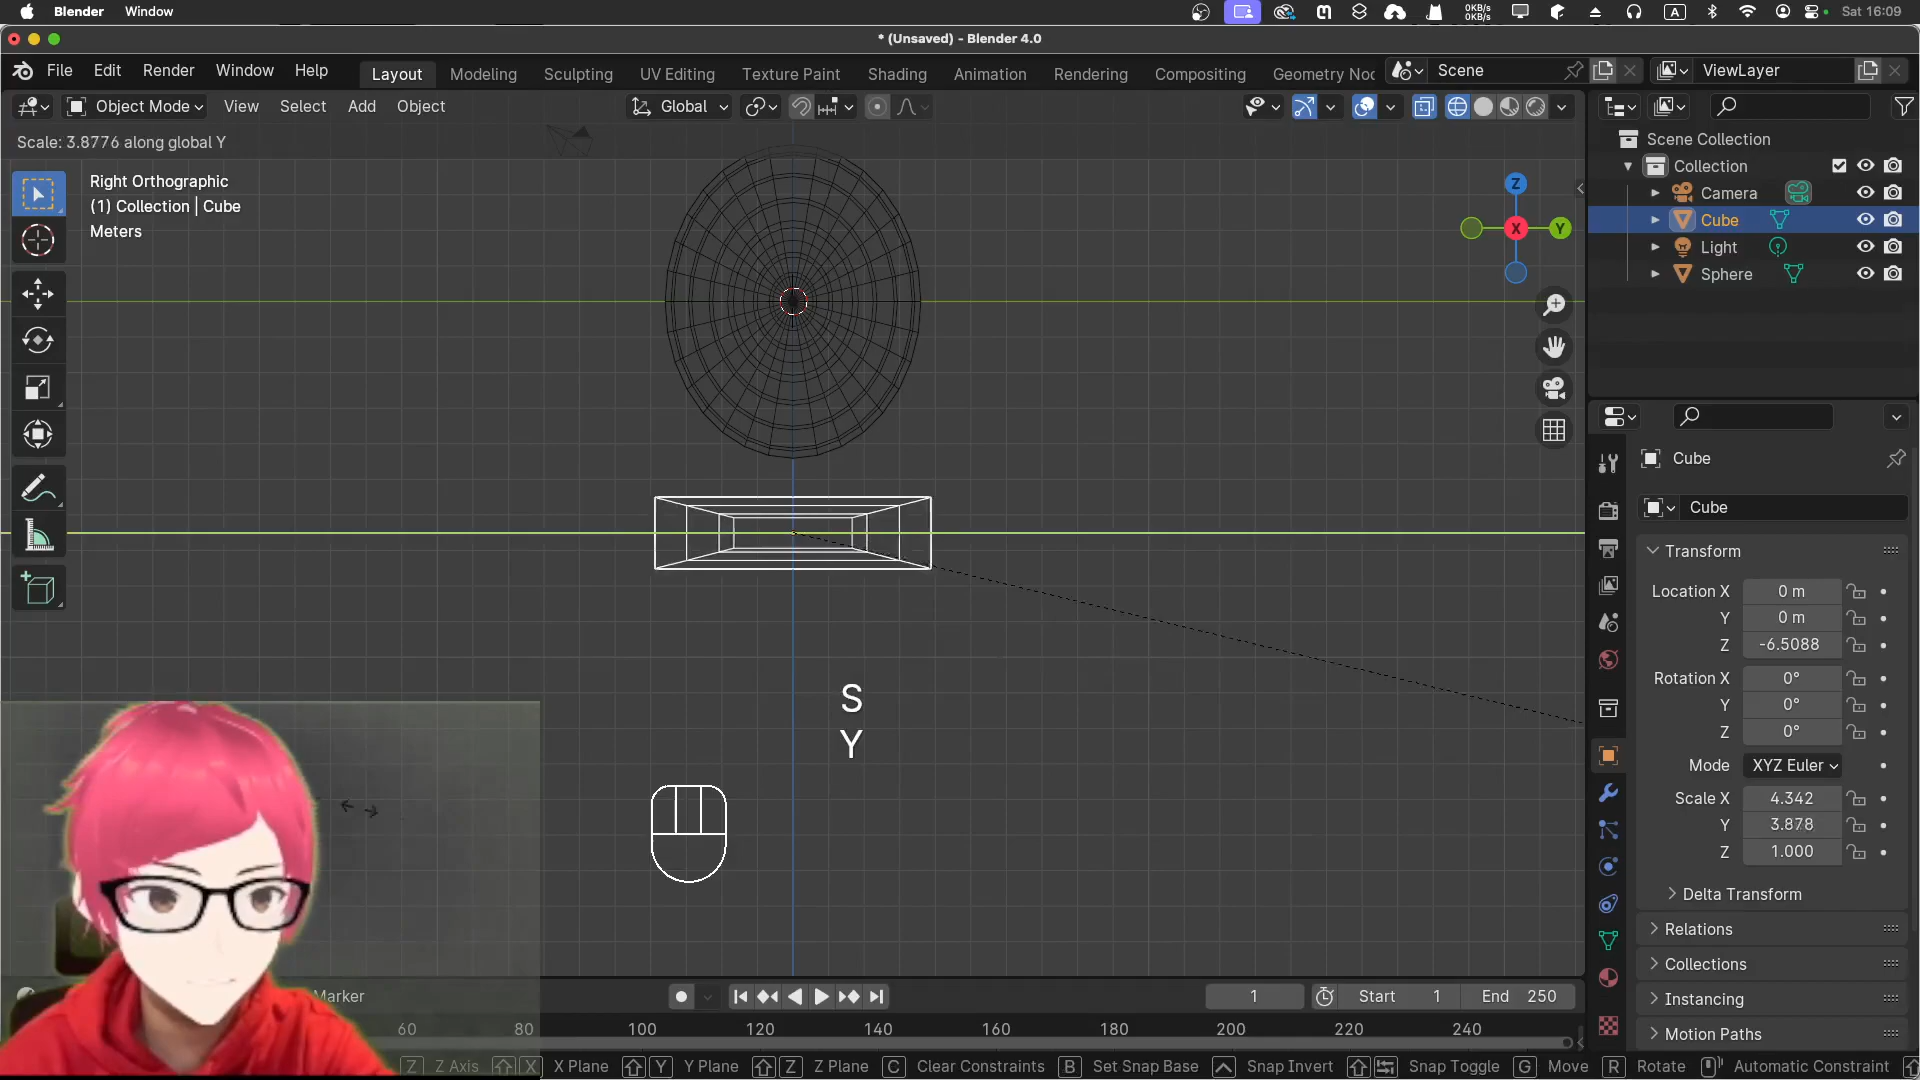 Blender Window
0KB/s
0KB/s
A
Sat 16:09
* (Unsaved) - Blender 4.0
File Edit Render Window Help
Layout Modeling Sculpting UV Editing Texture Paint Shading Animation Rendering Compositing Geometry Noc
Scene
ViewLayer
Object Mode View Select Add Object
Global
Scale: 3.8776 along global Y
Right Orthographic
(1) Collection | Cube
Meters
Z
X
Y
Scene Collection
Collection
Camera
Cube
Light
Sphere
S
Y
Cube
Cube
Transform
Location X 0 m
Y 0 m
Z -6.5088
Rotation X 0°
Y 0°
Z 0°
Mode XYZ Euler
Scale X 4.342
Y 3.878
Z 1.000
Delta Transform
Relations
Collections
Instancing
Motion Paths
Marker
1
Start 1
End 250
60 80 100 120 140 160 180 200 220 240
Z Z Axis X X Plane Y Y Plane Z Z Plane C Clear Constraints B Set Snap Base Snap Invert Snap Toggle G Move R Rotate Automatic Constraint